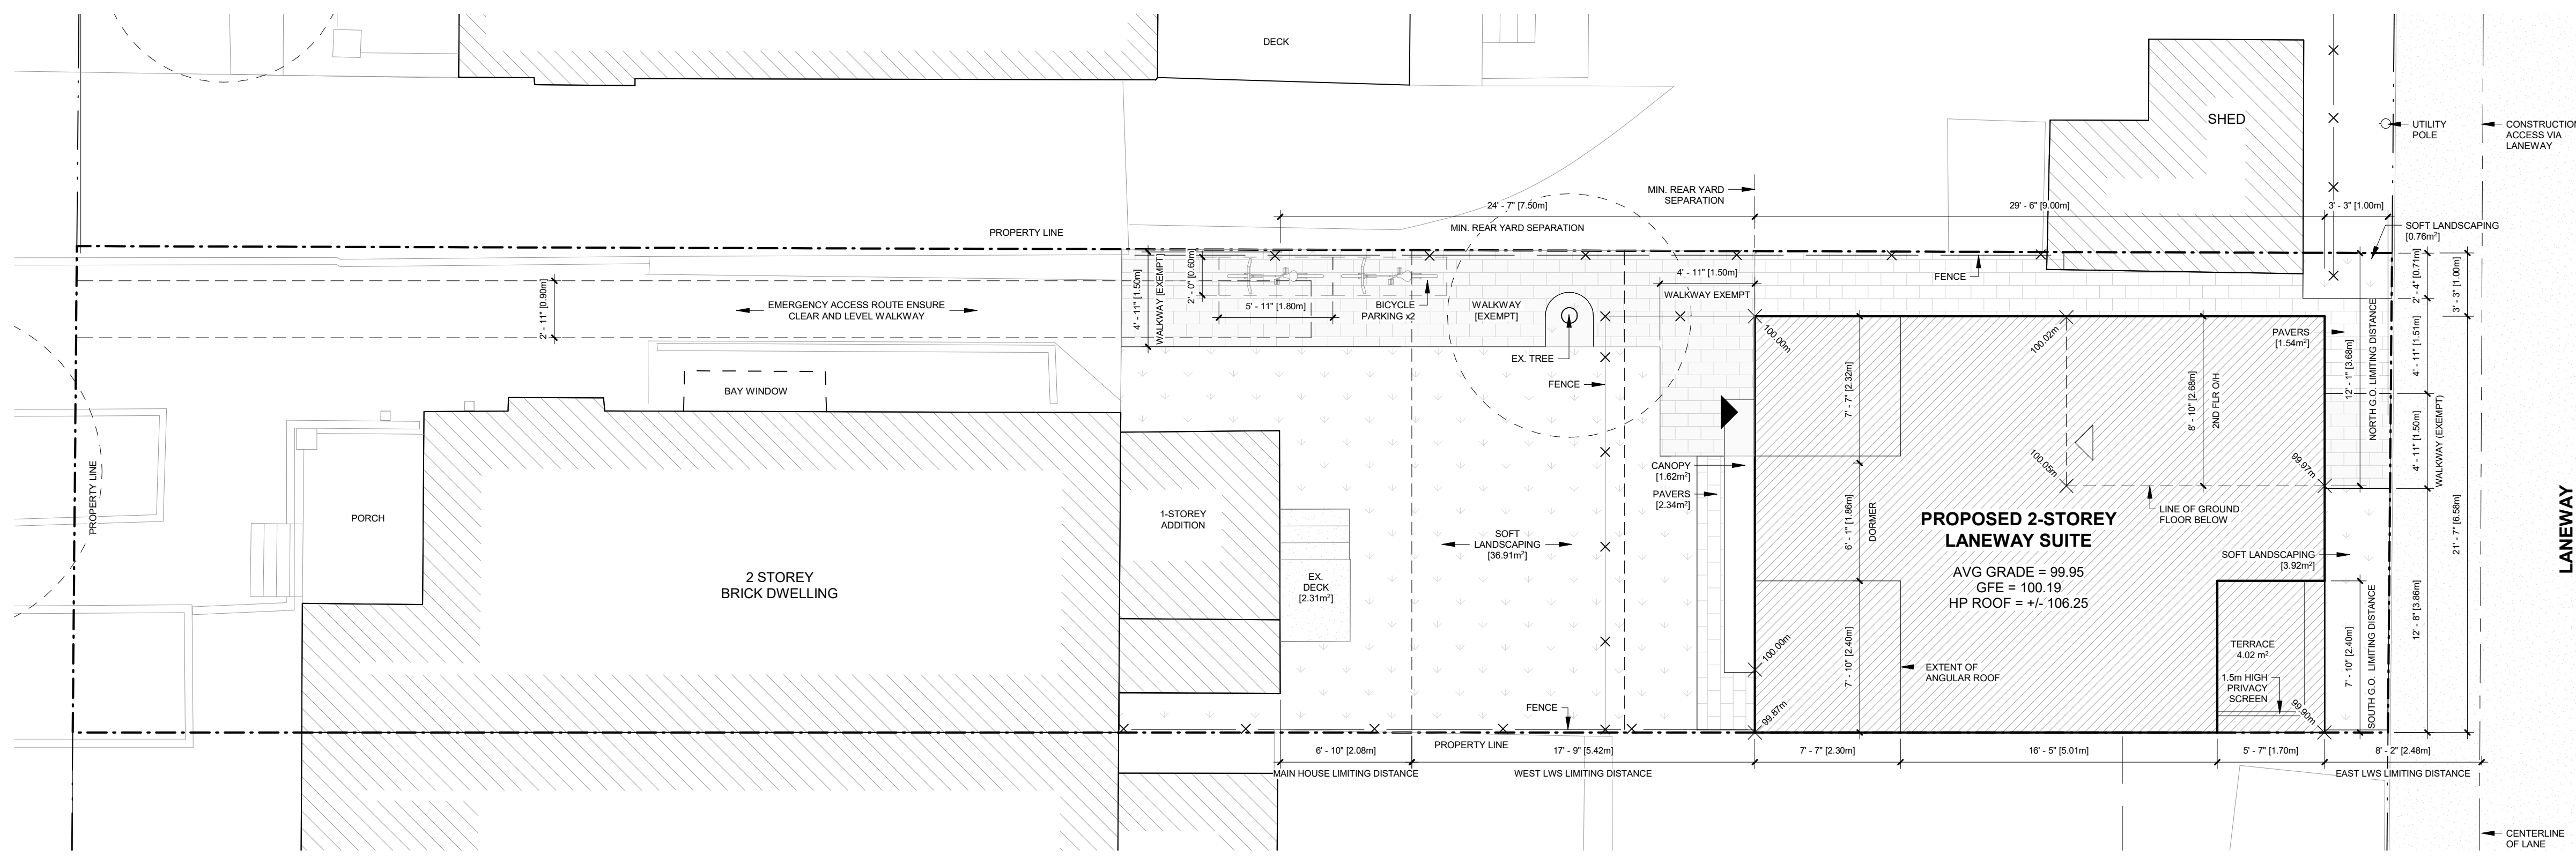 DECK
SHED
UTILITY
POLE
CONSTRUCTION
ACCESS VIA
LANEWAY
MIN. REAR YARD
SEPARATION
24' - 7" [7.50m]
29' - 6" [9.00m]
3' - 3" [1.00m]
MIN. REAR YARD SEPARATION
PROPERTY LINE
SOFT LANDSCAPING
[0.76m²]
2' - 11" [0.90m]
EMERGENCY ACCESS ROUTE ENSURE
CLEAR AND LEVEL WALKWAY
4' - 11" [1.50m]
WALKWAY [EXEMPT]
2' - 0" [0.60m]
5' - 11" [1.80m]
BICYCLE
PARKING x2
WALKWAY
[EXEMPT]
4' - 11" [1.50m]
WALKWAY EXEMPT
FENCE
EX. TREE
FENCE
100.00m
100.02m
PAVERS
[1.54m²]
2' - 4" [0.71m]
3' - 3" [1.00m]
4' - 11" [1.51m]
12' - 1" [3.68m]
NORTH G.O. LIMITING DISTANCE
7' - 7" [2.32m]
8' - 10" [2.68m]
2ND FLR O/H
4' - 11" [1.50m]
WALKWAY (EXEMPT)
BAY WINDOW
PROPERTY LINE
PORCH
1-STOREY
ADDITION
CANOPY
[1.62m²]
PAVERS
[2.34m²]
100.05m
99.97m
LINE OF GROUND
FLOOR BELOW
6' - 1" [1.86m]
DORMER
PROPOSED 2-STOREY
LANEWAY SUITE
AVG GRADE = 99.95
GFE = 100.19
HP ROOF = +/- 106.25
SOFT
LANDSCAPING
[36.91m²]
SOFT LANDSCAPING
[3.92m²]
21' - 7" [6.58m]
LANEWAY
2 STOREY
BRICK DWELLING
EX.
DECK
[2.31m²]
12' - 8" [3.86m]
7' - 10" [2.40m]
SOUTH G.O. LIMITING DISTANCE
100.00m
7' - 10" [2.40m]
EXTENT OF
ANGULAR ROOF
TERRACE
4.02 m²
1.5m HIGH
PRIVACY
SCREEN
99.87m
99.90m
FENCE
PROPERTY LINE
6' - 10" [2.08m]
17' - 9" [5.42m]
7' - 7" [2.30m]
16' - 5" [5.01m]
5' - 7" [1.70m]
8' - 2" [2.48m]
MAIN HOUSE LIMITING DISTANCE
WEST LWS LIMITING DISTANCE
EAST LWS LIMITING DISTANCE
CENTERLINE
OF LANE